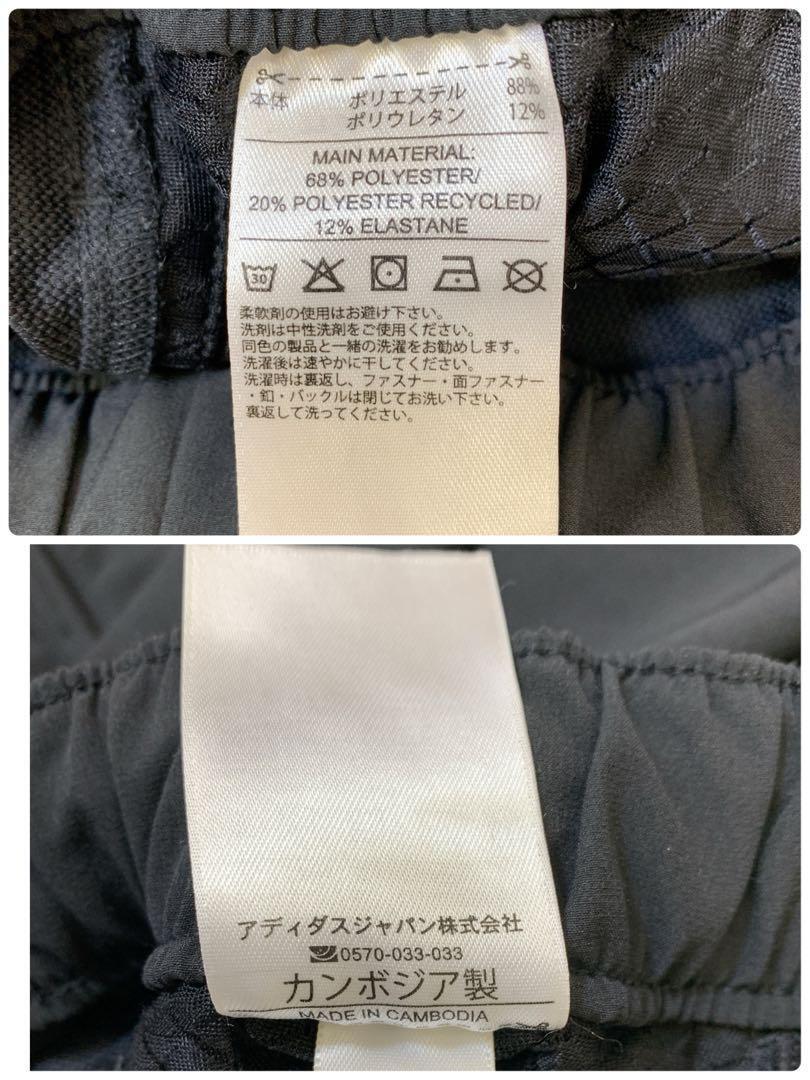 本体 ポリエステル 88%
ポリウレタン 12%
MAIN MATERIAL:
68% POLYESTER/
20% POLYESTER RECYCLED/
12% ELASTANE
30
柔軟剤の使用はお避け下さい。
洗剤は中性洗剤をご使用ください。
同色の製品と一緒の洗濯をお勧めします。
洗濯後は速やかに干してください。
洗濯時は裏返し、ファスナー・面ファスナー
・釦・バックルは閉じてお洗い下さい。
裏返して洗ってください。
アディダスジャパン株式会社
0570-033-033
カンボジア製
MADE IN CAMBODIA